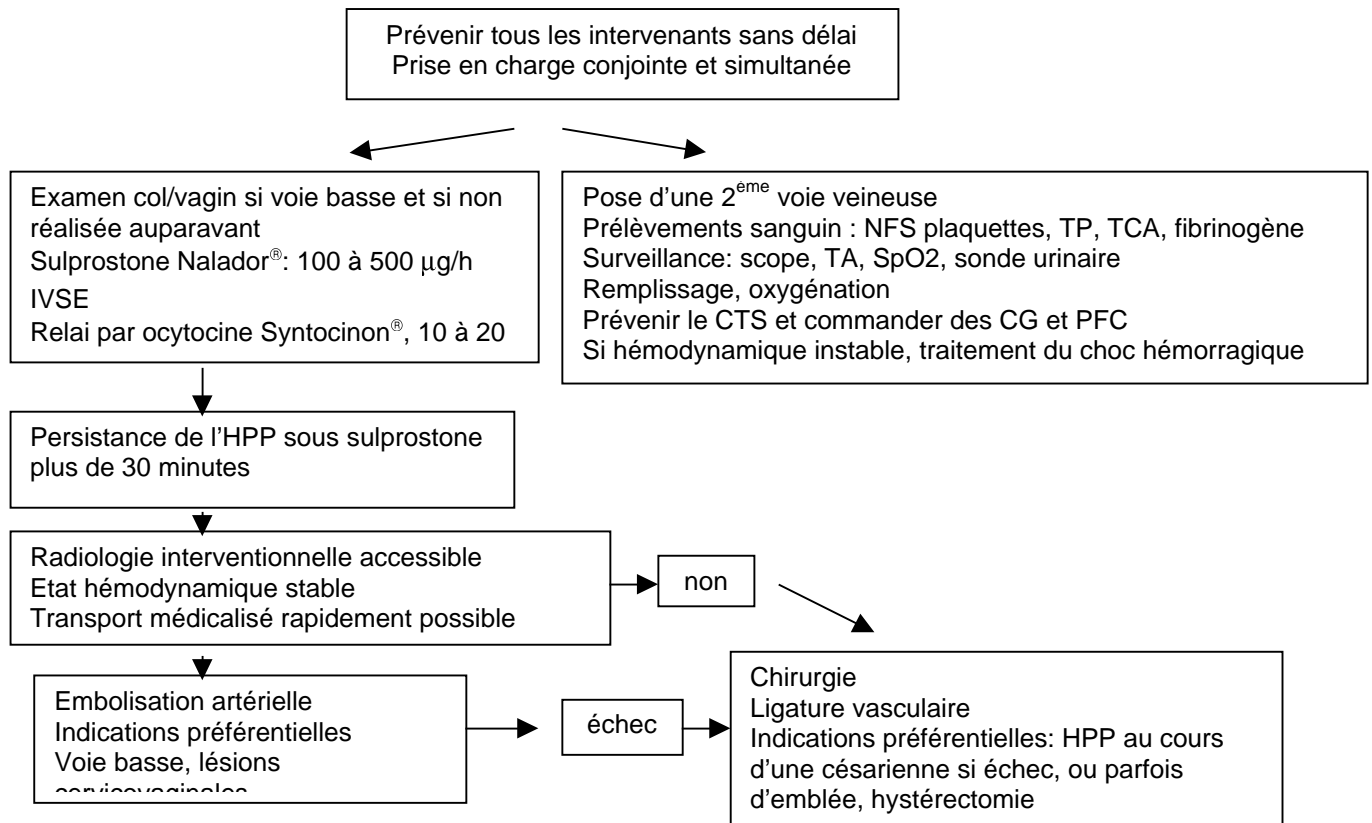 Prévenir tous les intervenants sans délai
Prise en charge conjointe et simultanée
Examen col/vagin si voie basse et si non
réalisée auparavant
Sulprostone Nalador®: 100 à 500 µg/h
IVSE
Relai par ocytocine Syntocinon®, 10 à 20
Pose d'une 2ème voie veineuse
Prélèvements sanguin : NFS plaquettes, TP, TCA, fibrinogène
Surveillance: scope, TA, SpO2, sonde urinaire
Remplissage, oxygénation
Prévenir le CTS et commander des CG et PFC
Si hémodynamique instable, traitement du choc hémorragique
Persistance de l'HPP sous sulprostone
plus de 30 minutes
Radiologie interventionnelle accessible
Etat hémodynamique stable
Transport médicalisé rapidement possible
non
Embolisation artérielle
Indications préférentielles
Voie basse, lésions
cervicovaginales
échec
Chirurgie
Ligature vasculaire
Indications préférentielles: HPP au cours
d'une césarienne si échec, ou parfois
d'emblée, hystérectomie